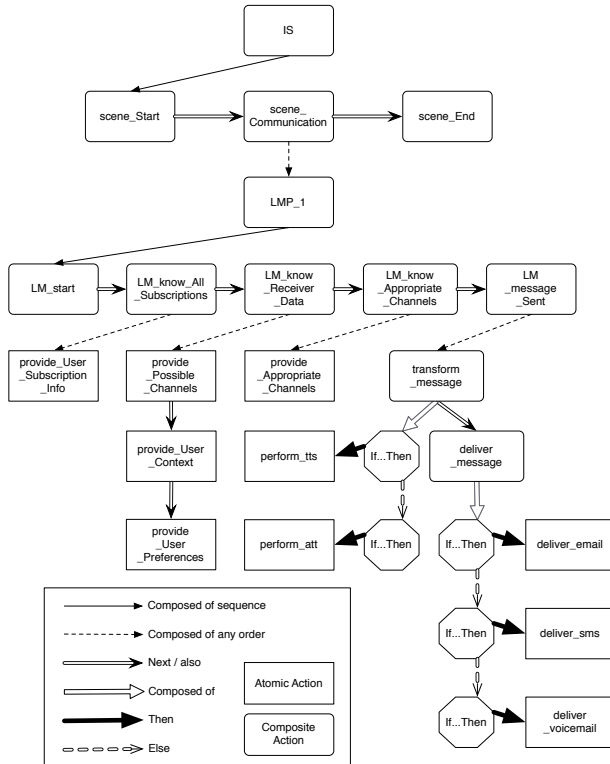 IS
scene_Start
scene_
Communication
scene_End
LMP_1
LM_start
LM_know_All
_Subscriptions
LM_know
_Receiver
_Data
LM_know
_Appropriate
_Channels
LM
_message
_Sent
provide_User
_Subscription
_Info
provide
_Possible
_Channels
provide
_Appropriate
_Channels
transform
_message
provide_User
_Context
perform_tts
If...Then
deliver
_message
provide
_User
_Preferences
perform_att
If...Then
If...Then
deliver_email
If...Then
deliver_sms
If...Then
deliver
_voicemail
Composed of sequence
Composed of any order
Next / also
Composed of
Then
Else
Atomic Action
Composite
Action